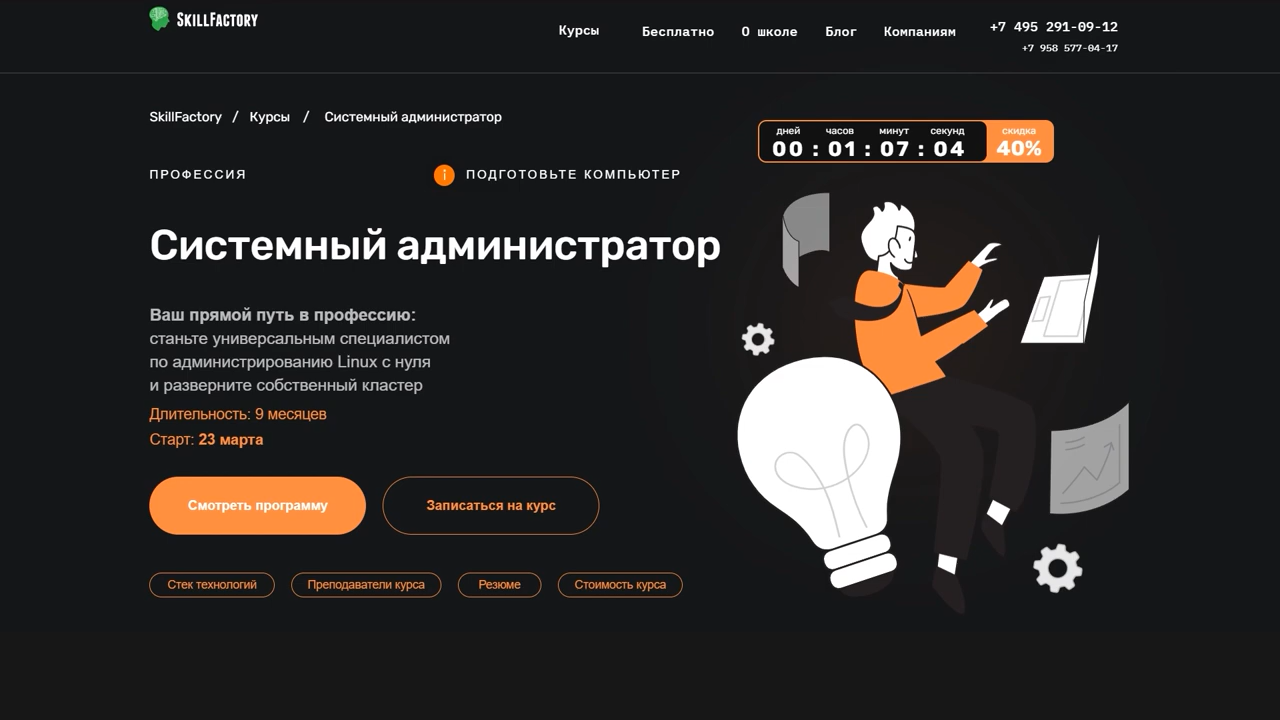 SKILLFACTORY
Курсы Бесплатно О школе Блог Компаниям
+7 495 291-09-12
+7 958 577-04-17
SkillFactory / Курсы / Системный администратор
дней часов минут секунд
00 : 01 : 07 : 04
скидка
40%
ПРОФЕССИЯ
i ПОДГОТОВЬТЕ КОМПЬЮТЕР
Системный администратор
Ваш прямой путь в профессию:
станьте универсальным специалистом
по администрированию Linux с нуля
и разверните собственный кластер
Длительность: 9 месяцев
Старт: 23 марта
Смотреть программу
Записаться на курс
Стек технологий
Преподаватели курса
Резюме
Стоимость курса